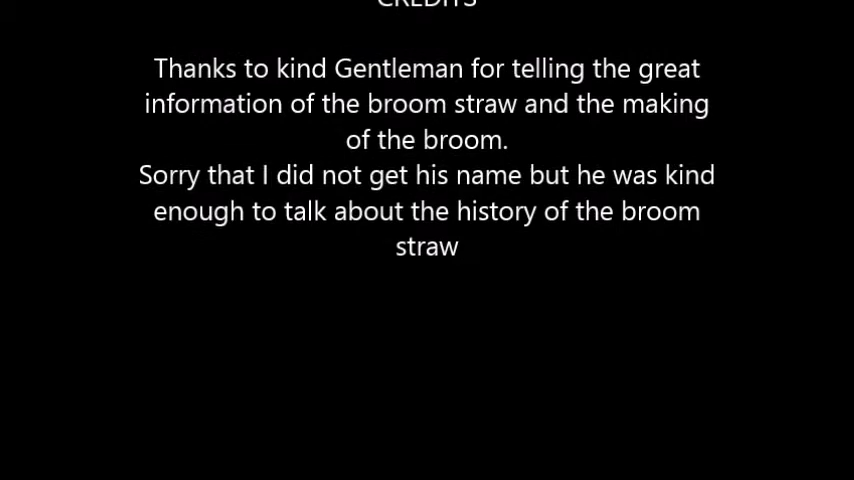 CREDITS
Thanks to kind Gentleman for telling the great
information of the broom straw and the making
of the broom.
Sorry that I did not get his name but he was kind
enough to talk about the history of the broom
straw